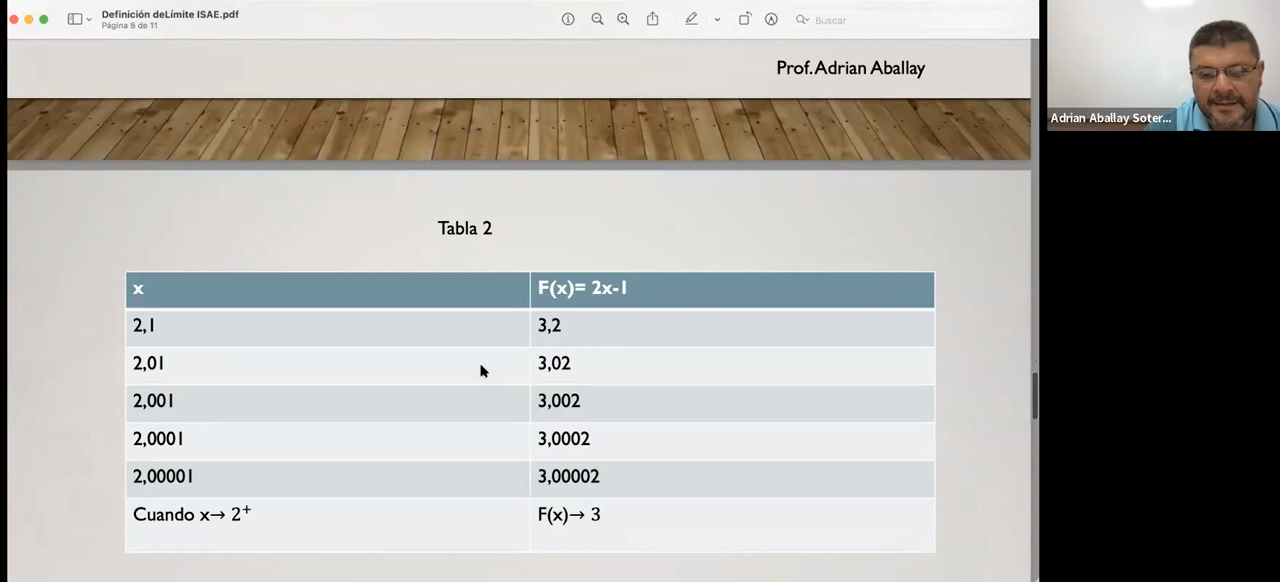 Definición deLímite ISAE.pdf
Página 8 de 11
Buscar
Prof. Adrian Aballay
Adrian Aballay Soter...
Tabla 2
x F(x)= 2x-1
2,1 3,2
2,01 3,02
2,001 3,002
2,0001 3,0002
2,00001 3,00002
Cuando x→ 2⁺ F(x)→ 3